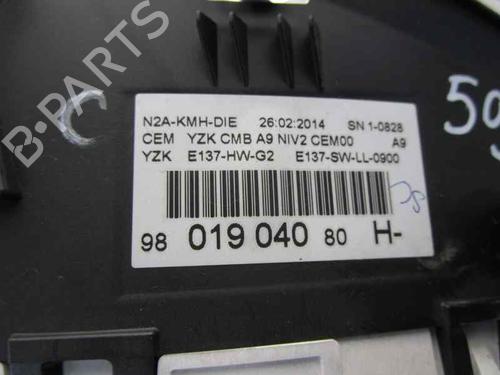 N2A-KMH-DIE 26:02:2014 SN 1-0828
CEM YZK CMB A9 NIV2 CEM00 A9
YZK E137-HW-G2 E137-SW-LL-0900
98 019 040 80 H-
B-PARTS